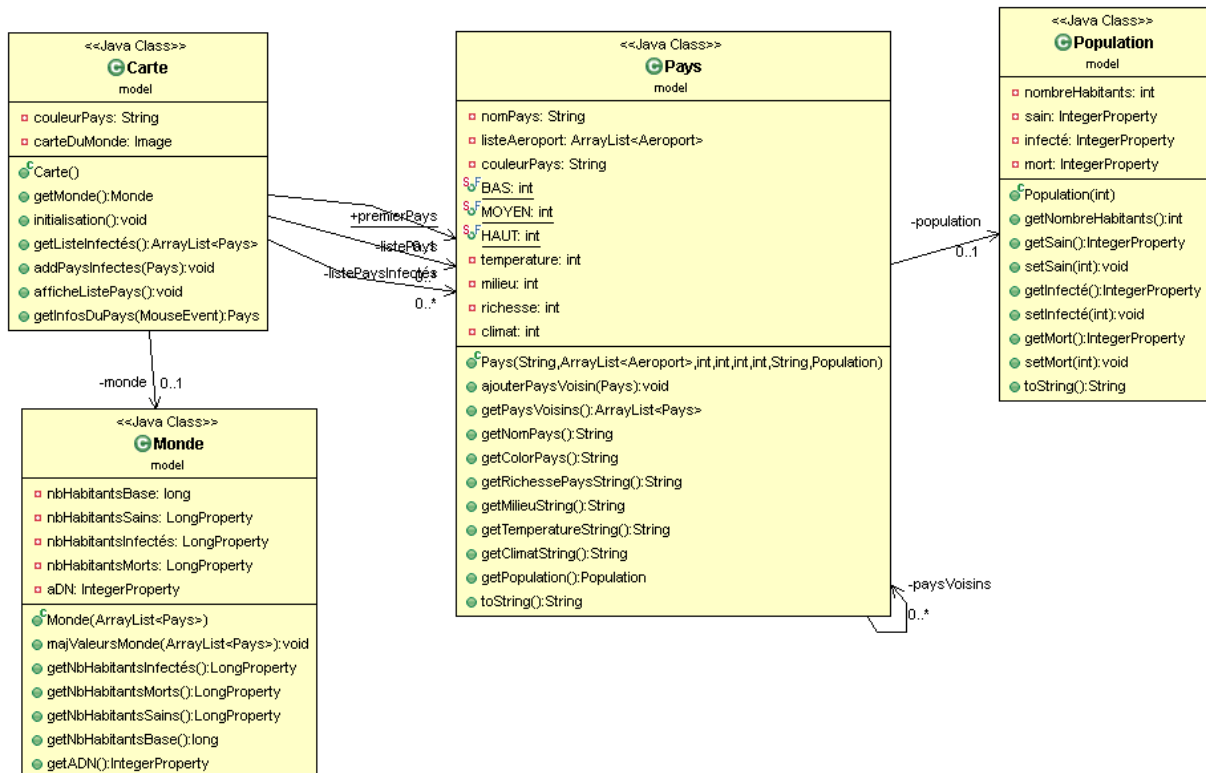 <<Java Class>>
Carte
model
couleurPays: String
carteDuMonde: Image
Carte()
getMonde():Monde
initialisation():void
getListeInfectés():ArrayList<Pays>
addPaysInfectes(Pays):void
afficheListePays():void
getInfosDuPays(MouseEvent):Pays
+premierPays
0..1
-listePays
0..*
-listePaysInfectés
0..*
-monde
0..1
<<Java Class>>
Monde
model
nbHabitantsBase: long
nbHabitantsSains: LongProperty
nbHabitantsInfectés: LongProperty
nbHabitantsMorts: LongProperty
aDN: IntegerProperty
Monde(ArrayList<Pays>)
majValeursMonde(ArrayList<Pays>):void
getNbHabitantsInfectés():LongProperty
getNbHabitantsMorts():LongProperty
getNbHabitantsSains():LongProperty
getNbHabitantsBase():long
getADN():IntegerProperty
<<Java Class>>
Pays
model
nomPays: String
listeAeroport: ArrayList<Aeroport>
couleurPays: String
BAS: int
MOYEN: int
HAUT: int
temperature: int
milieu: int
richesse: int
climat: int
Pays(String,ArrayList<Aeroport>,int,int,int,int,String,Population)
ajouterPaysVoisin(Pays):void
getPaysVoisins():ArrayList<Pays>
getNomPays():String
getColorPays():String
getRichessePaysString():String
getMilieuString():String
getTemperatureString():String
getClimatString():String
getPopulation():Population
toString():String
-paysVoisins
0..*
-population
0..1
<<Java Class>>
Population
model
nombreHabitants: int
sain: IntegerProperty
infecté: IntegerProperty
mort: IntegerProperty
Population(int)
getNombreHabitants():int
getSain():IntegerProperty
setSain(int):void
getInfecté():IntegerProperty
setInfecté(int):void
getMort():IntegerProperty
setMort(int):void
toString():String